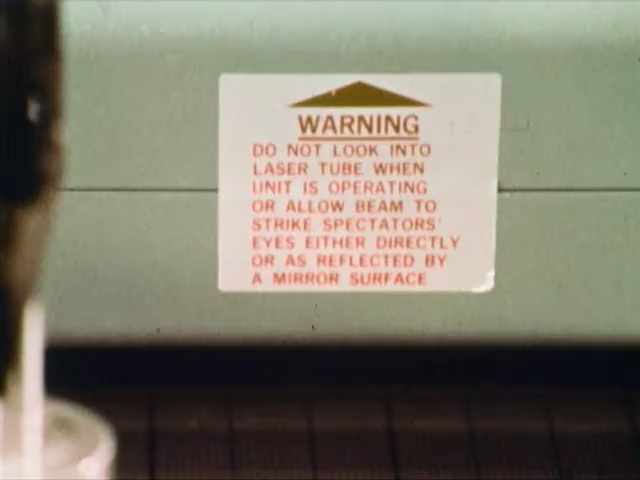 WARNING
DO NOT LOOK INTO
LASER TUBE WHEN
UNIT IS OPERATING
OR ALLOW BEAM TO
STRIKE SPECTATORS'
EYES EITHER DIRECTLY
OR AS REFLECTED BY
A MIRROR SURFACE